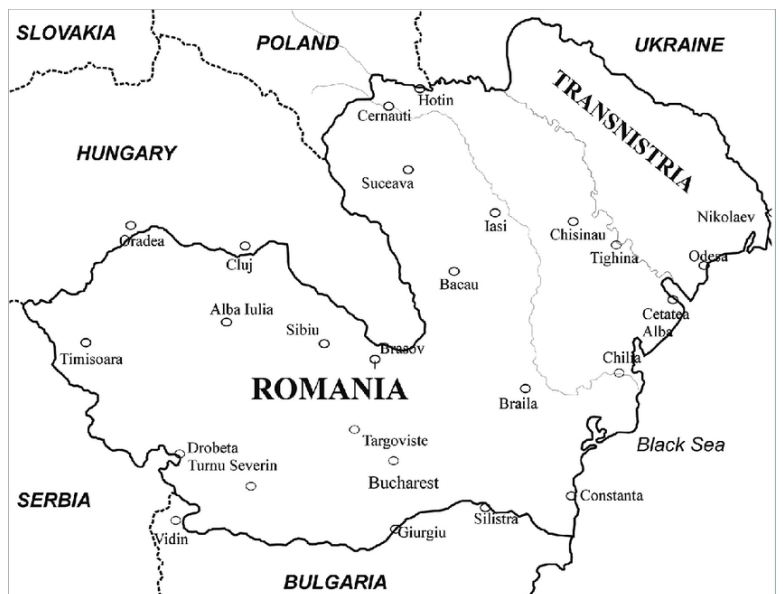 SLOVAKIA
POLAND
UKRAINE
Hotin
Cernauti
TRANSNISTRIA
HUNGARY
Suceava
Nikolaev
Iasi
Chisinau
Oradea
Tighina
Odesa
Cluj
Bacau
Alba Iulia
Cetatea
Alba
Sibiu
Timisoara
Brasov
Chilia
ROMANIA
Braila
Targoviste
Black Sea
Drobeta
Turnu Severin
Bucharest
SERBIA
Constanta
Silistra
Vidin
Giurgiu
BULGARIA